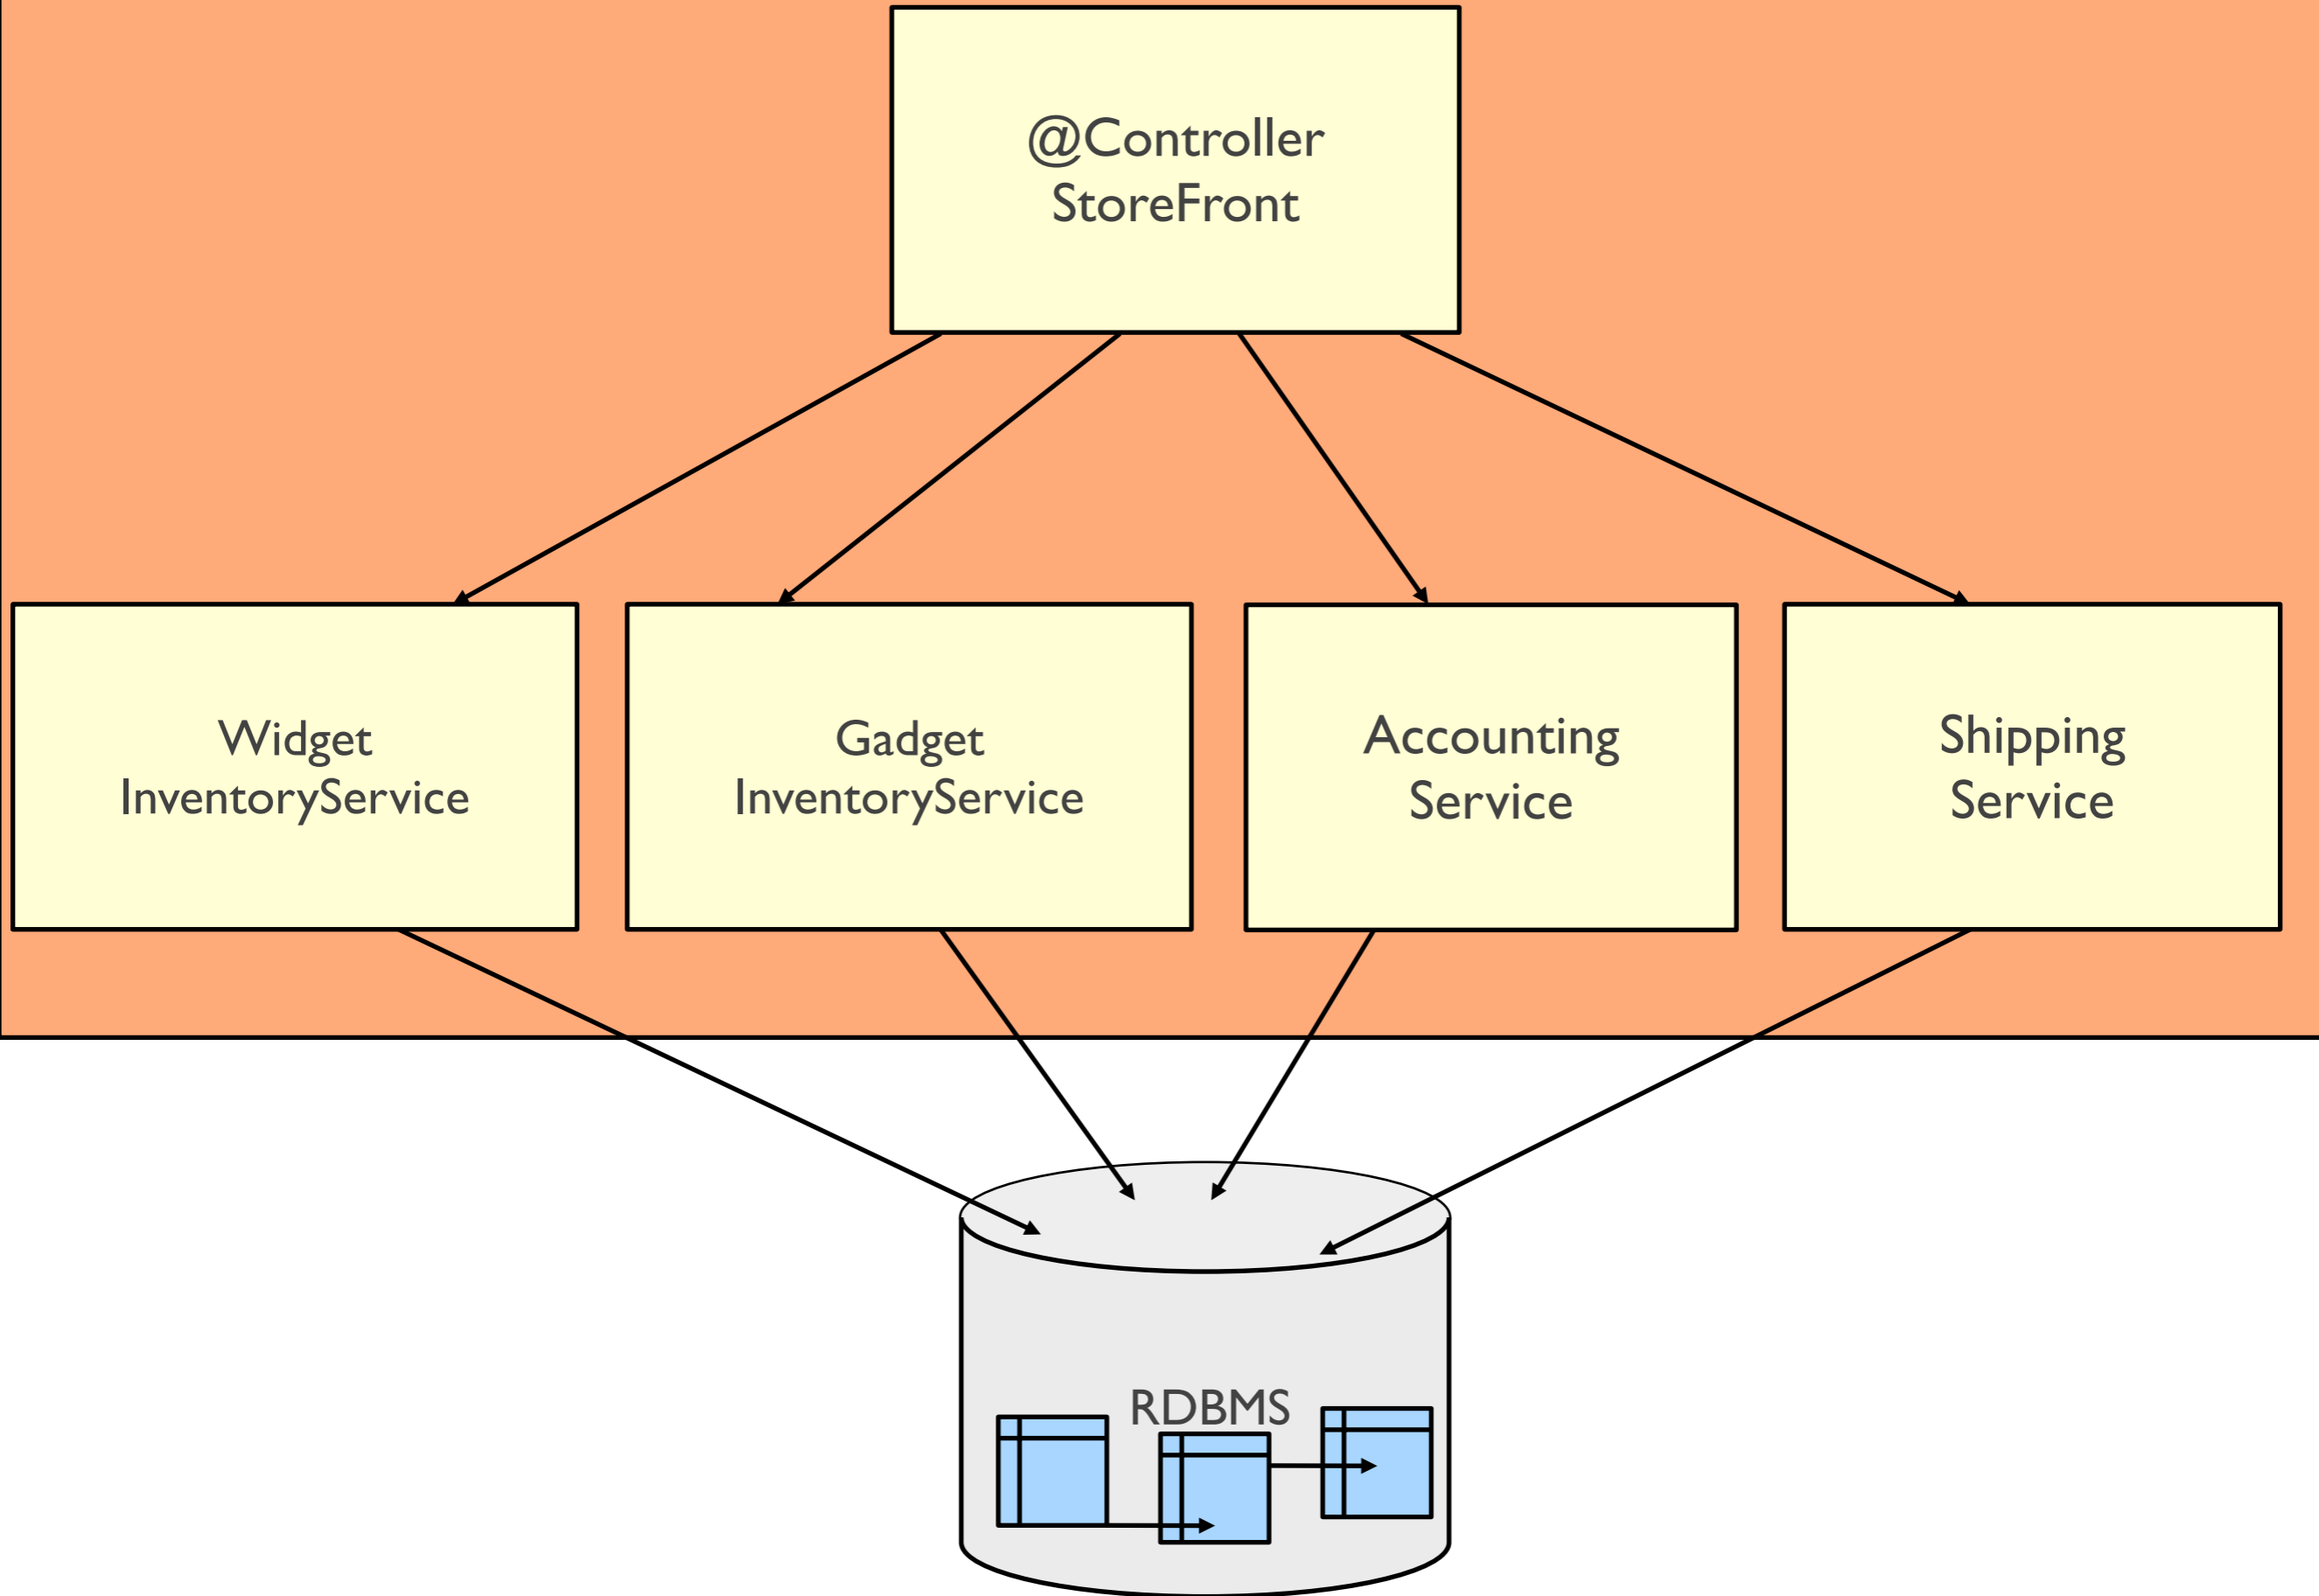 @Controller
StoreFront
Widget
InventoryService
Gadget
InventoryService
Accounting
Service
Shipping
Service
RDBMS